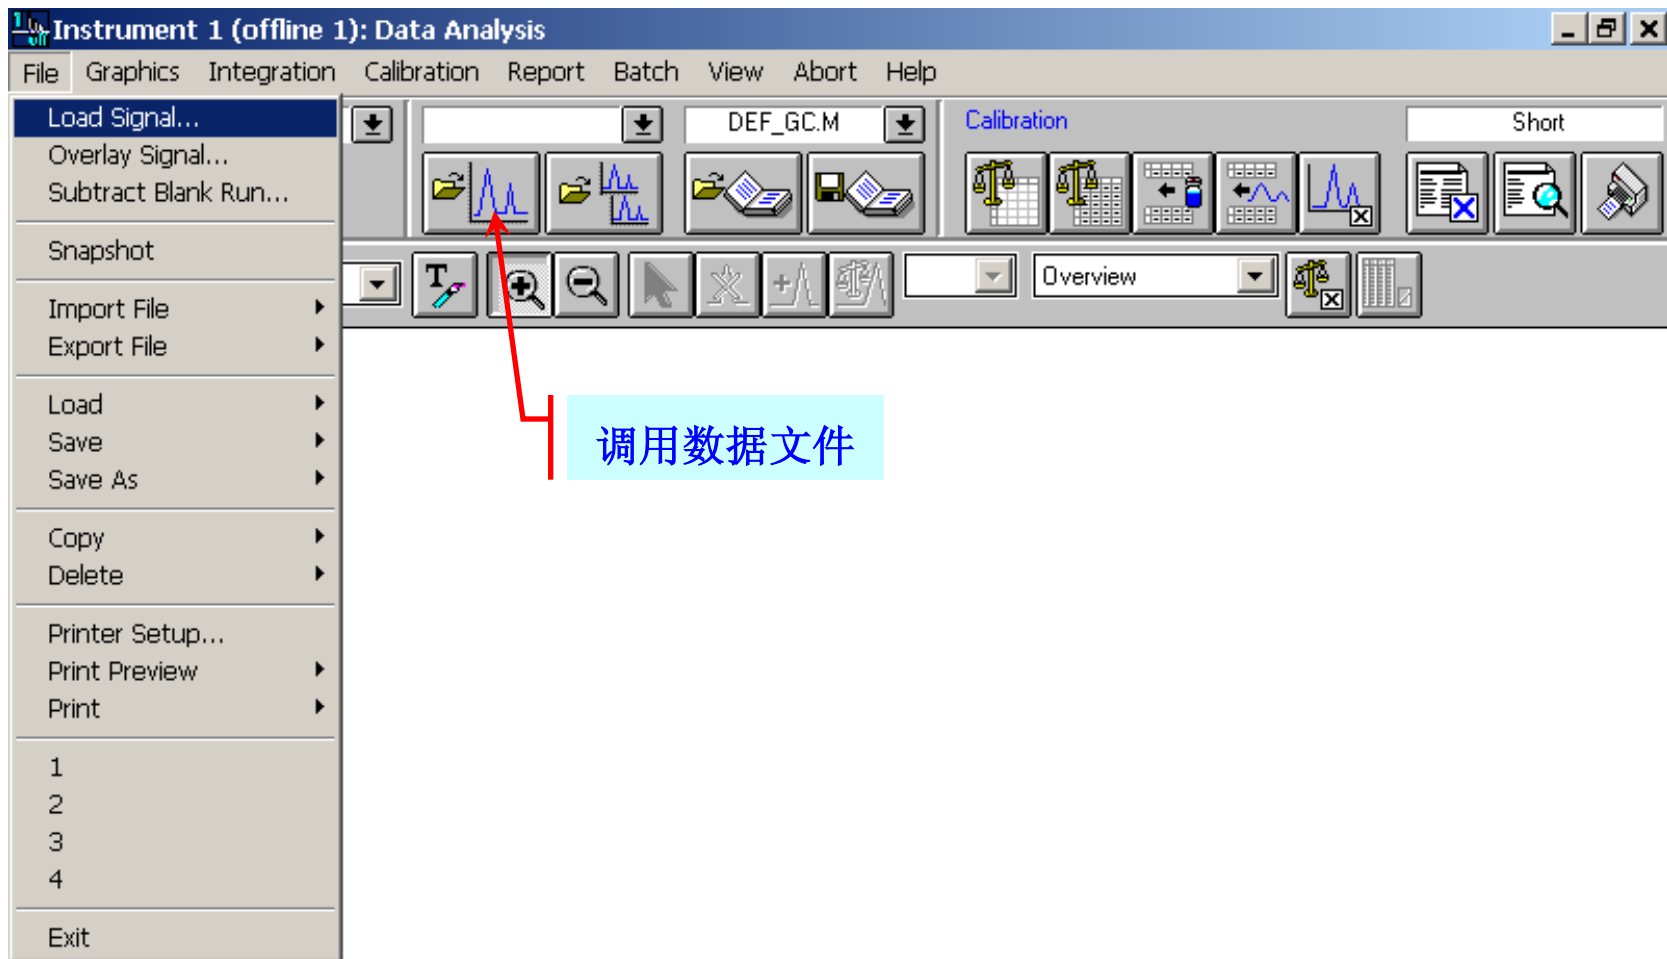 Instrument 1 (offline 1): Data Analysis
File Graphics Integration Calibration Report Batch View Abort Help
Load Signal...
Overlay Signal...
Subtract Blank Run...
Snapshot
Import File
Export File
Load
Save
Save As
Copy
Delete
Printer Setup...
Print Preview
Print
1
2
3
4
Exit
DEF_GC.M
Calibration
Short
Overview
调用数据文件